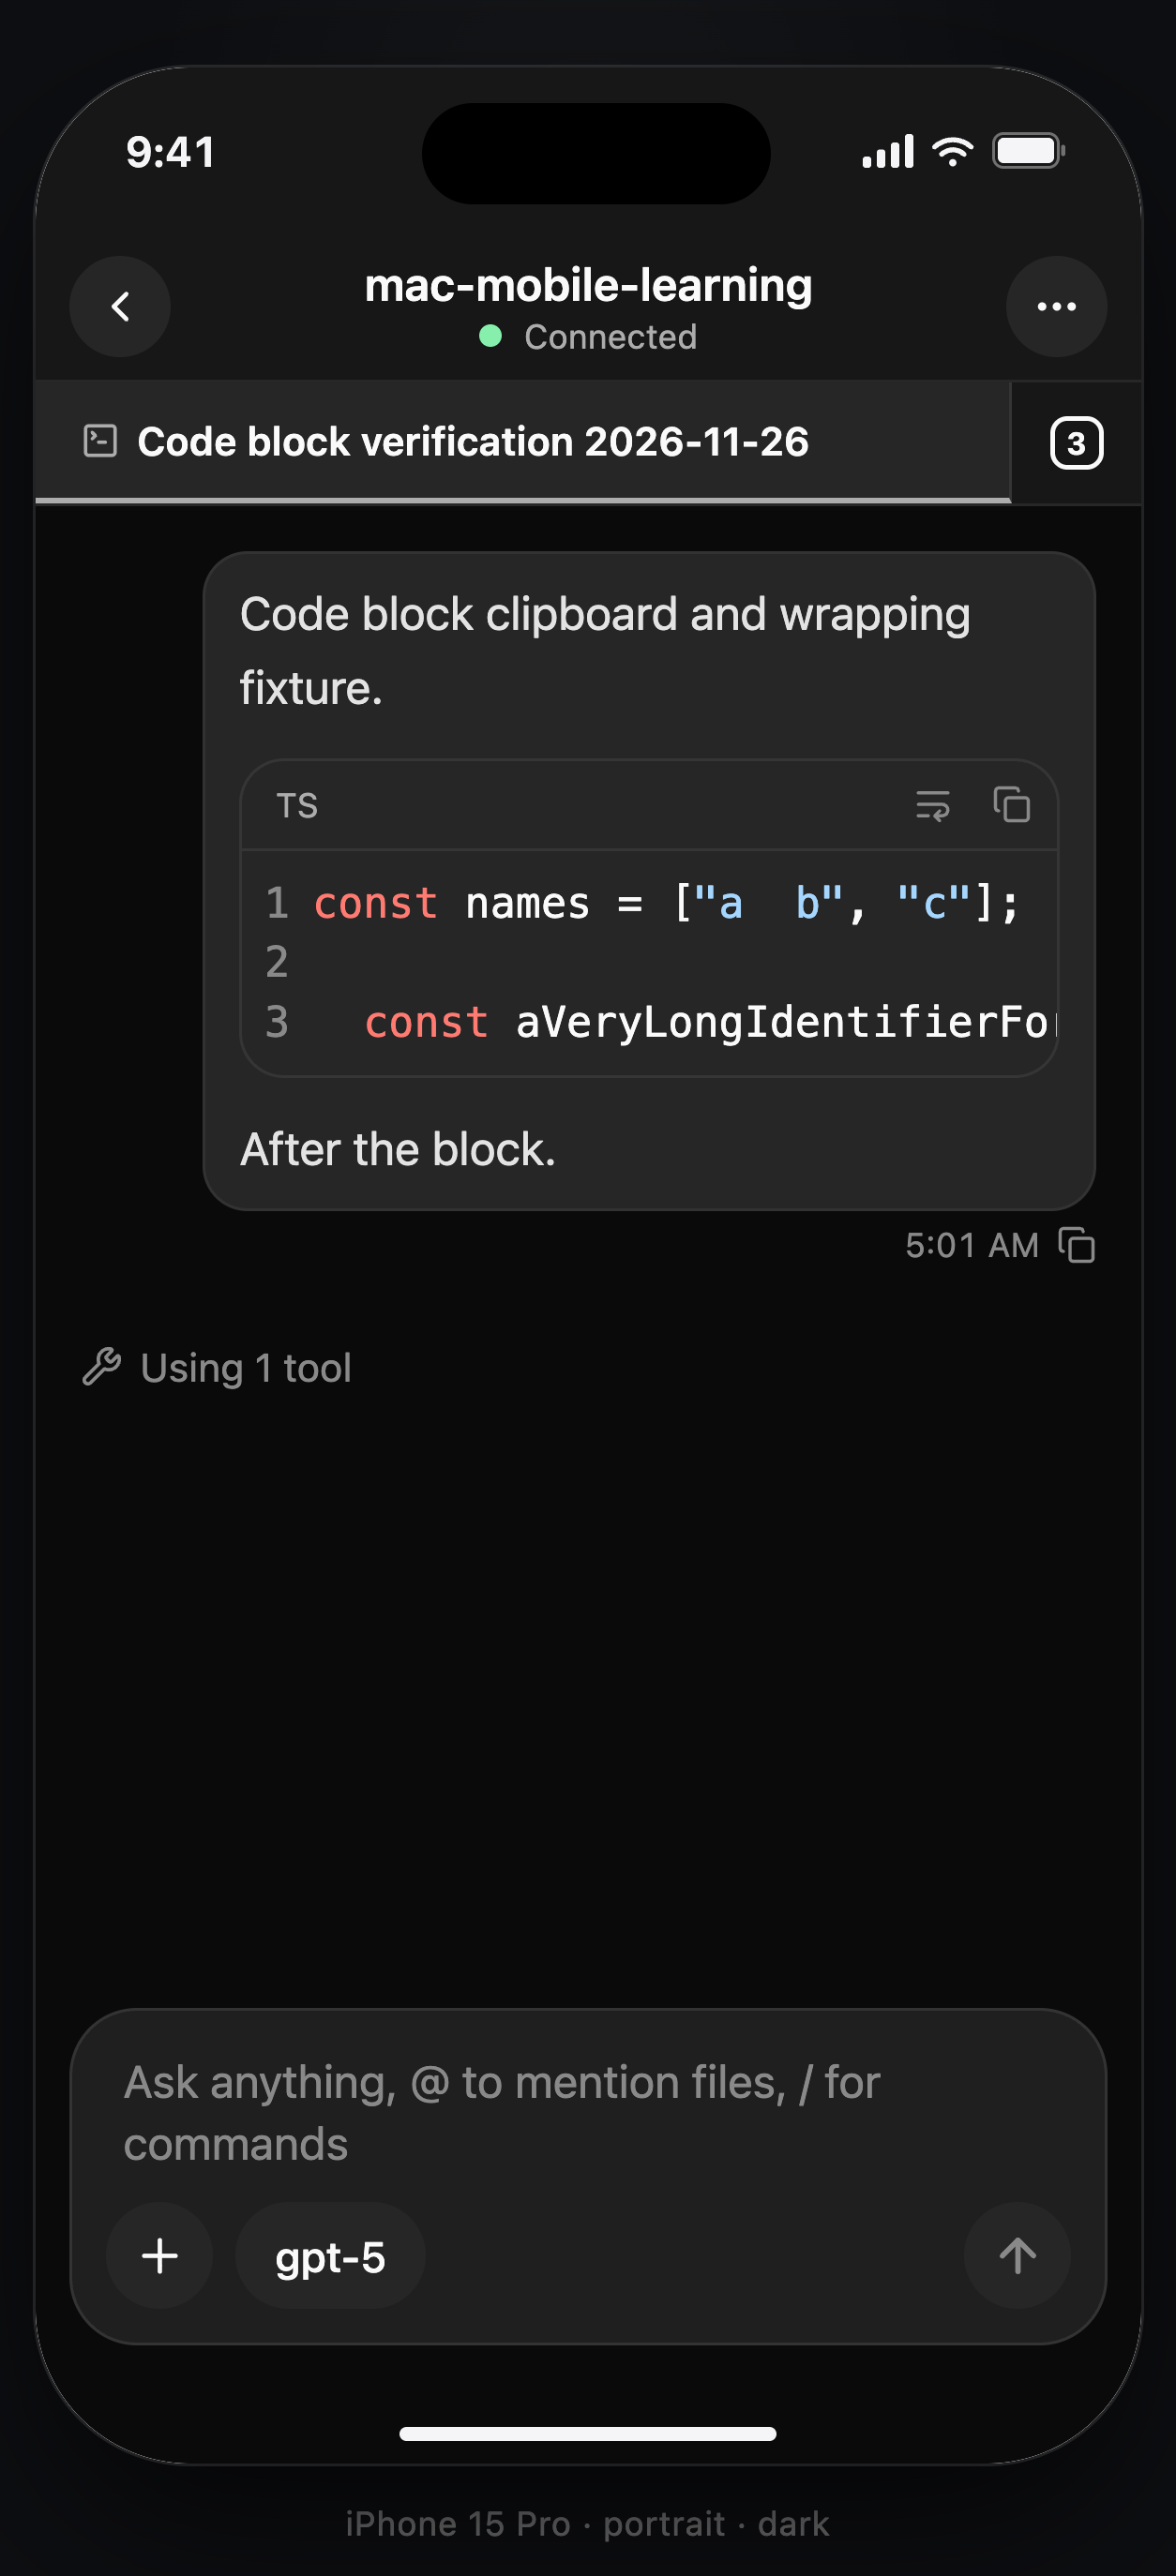 9:41
mac-mobile-learning
Connected
Code block verification 2026-11-26
3
Code block clipboard and wrapping
fixture.
TS
1 const names = ["a  b", "c"];
2
3   const aVeryLongIdentifierFo
After the block.
5:01 AM
Using 1 tool
Ask anything, @ to mention files, / for
commands
gpt-5
iPhone 15 Pro · portrait · dark